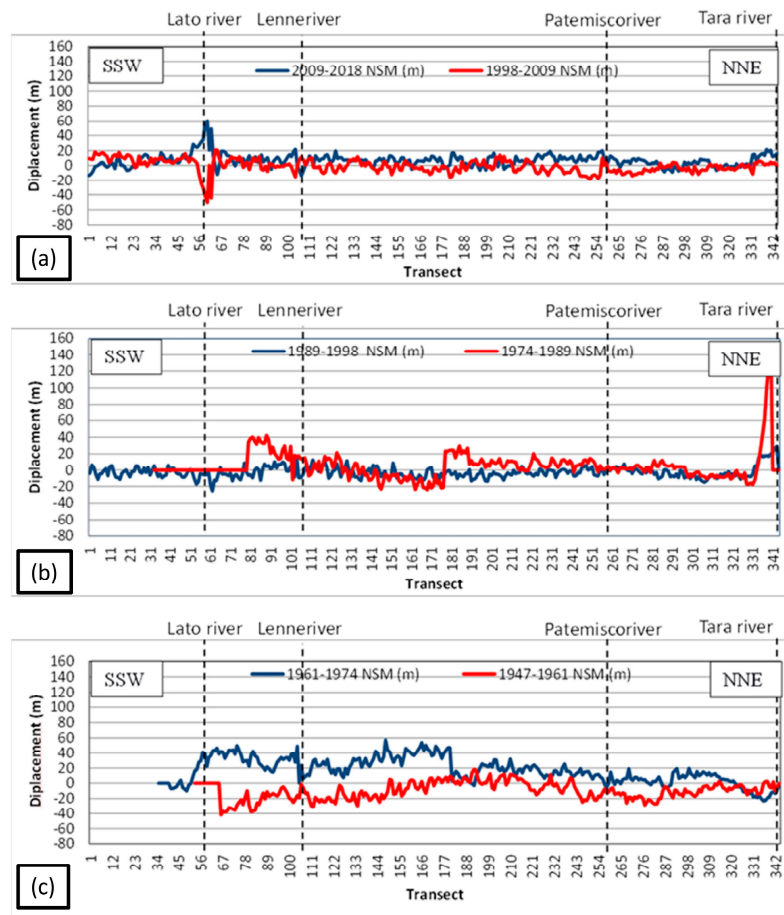 Lato river Lenneriver Patemiscoriver Tara river
160
140
120
100
80
60
40
20
0
-20
-40
-60
-80
Diplacement (m)
SSW
2009-2018 NSM (m) 1998-2009 NSM (m)
NNE
1 12 23 34 45 56 67 78 89 100 111 122 133 144 155 166 177 188 199 210 221 232 243 254 265 276 287 298 309 320 331 342
Transect
(a)
Lato river Lenneriver Patemiscoriver Tara river
160
140
120
100
80
60
40
20
0
-20
-40
-60
-80
Diplacement (m)
SSW
1989-1998 NSM (m) 1974-1989 NSM (m)
NNE
1 11 21 31 41 51 61 71 81 91 101 111 121 131 141 151 161 171 181 191 201 211 221 231 241 251 261 271 281 291 301 311 321 331 341
Transect
(b)
Lato river Lenneriver Patemiscoriver Tara river
160
140
120
100
80
60
40
20
0
-20
-40
-60
-80
Diplacement (m)
SSW
1961-1974 NSM (m) 1947-1961 NSM (m)
NNE
1 12 23 34 45 56 67 78 89 100 111 122 133 144 155 166 177 188 199 210 221 232 243 254 265 276 287 298 309 320 331 342
Transect
(c)